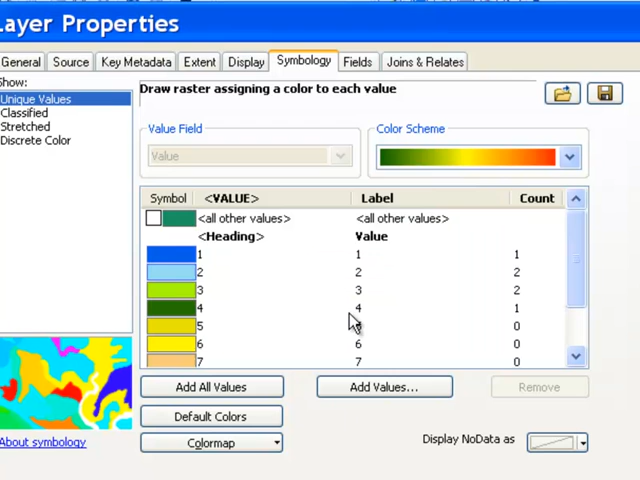 ayer Properties
General Source Key Metadata Extent Display Symbology Fields Joins & Relates
Show:
Unique Values
Classified
Stretched
Discrete Color
Draw raster assigning a color to each value
Value Field
Value
Color Scheme
Symbol <VALUE> Label Count
<all other values> <all other values>
<Heading> Value
1 1 1
2 2 2
3 3 2
4 4 1
5 0
6 6 0
7 7 0
Add All Values Add Values... Remove
Default Colors
Colormap
Display NoData as
About symbology